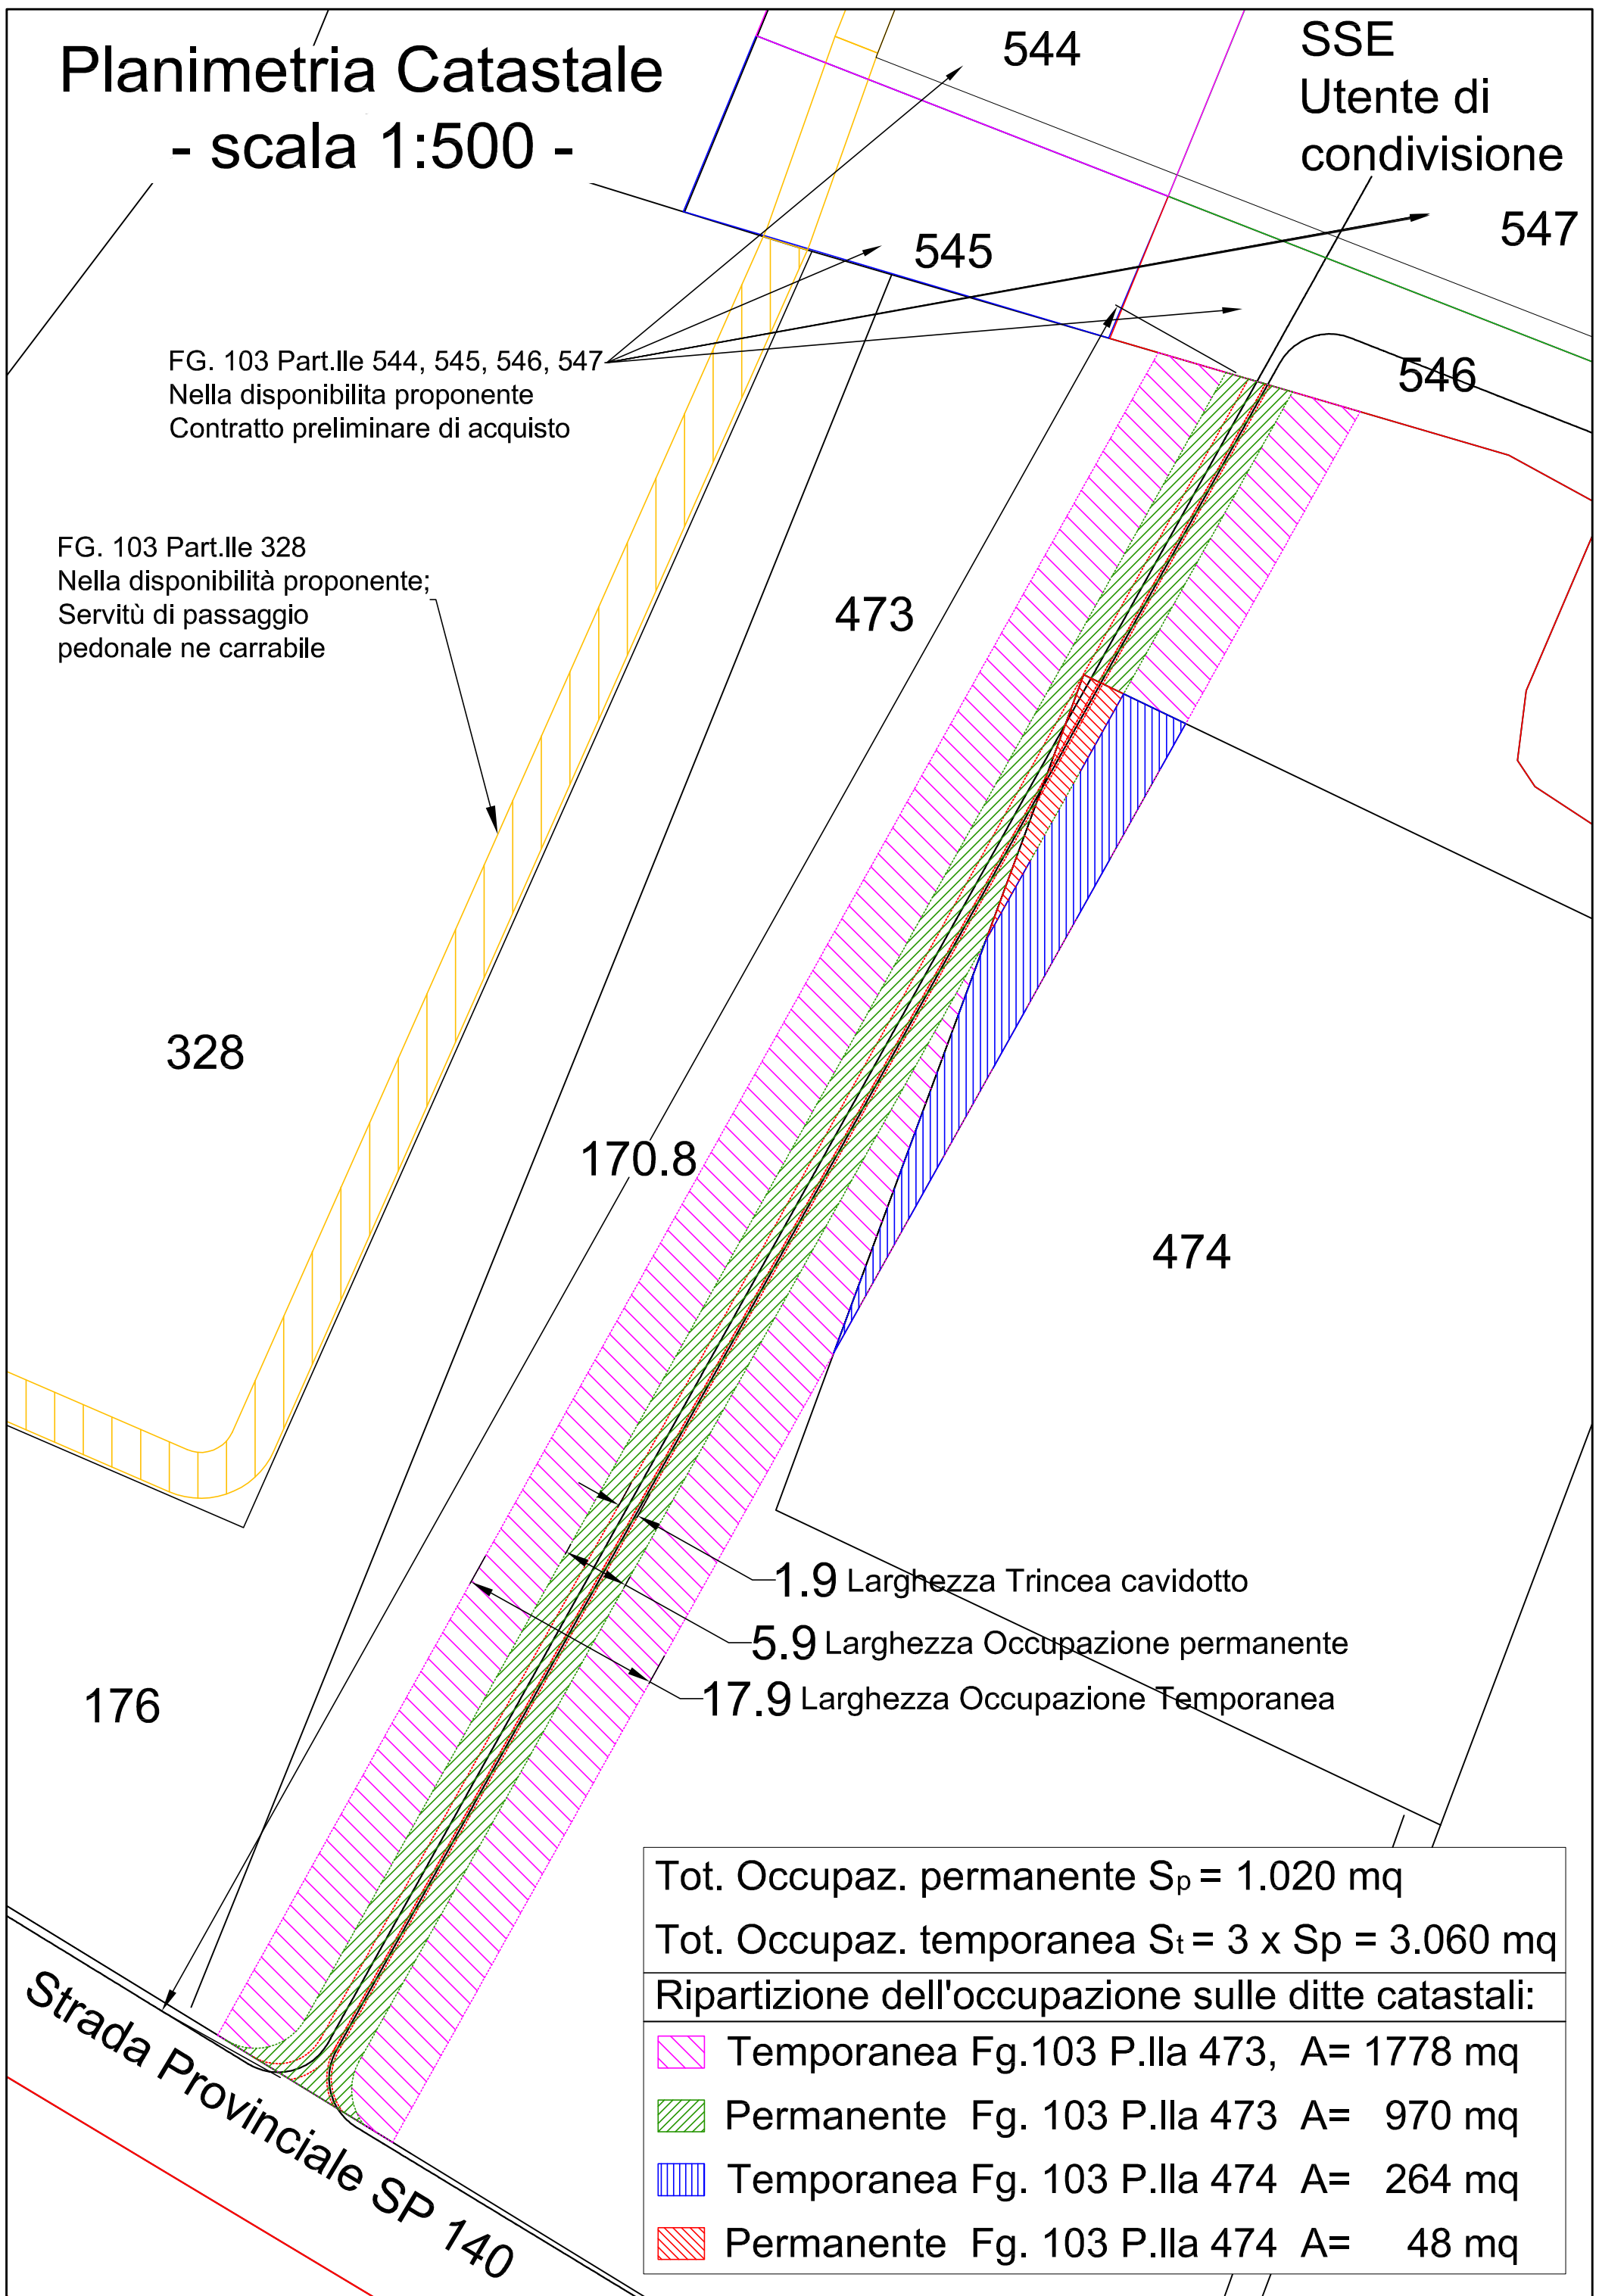 Planimetria Catastale
- scala 1:500 -
544
SSE
Utente di
condivisione
547
545
546
FG. 103 Part.lle 544, 545, 546, 547
Nella disponibilita proponente
Contratto preliminare di acquisto
FG. 103 Part.lle 328
Nella disponibilità proponente;
Servitù di passaggio
pedonale ne carrabile
473
328
170.8
474
1.9 Larghezza Trincea cavidotto
5.9 Larghezza Occupazione permanente
17.9 Larghezza Occupazione Temporanea
176
Strada Provinciale SP 140
Tot. Occupaz. permanente Sp = 1.020 mq
Tot. Occupaz. temporanea St = 3 x Sp = 3.060 mq
Ripartizione dell'occupazione sulle ditte catastali:
Temporanea Fg.103 P.lla 473, A= 1778 mq
Permanente Fg. 103 P.lla 473 A= 970 mq
Temporanea Fg. 103 P.lla 474 A= 264 mq
Permanente Fg. 103 P.lla 474 A= 48 mq